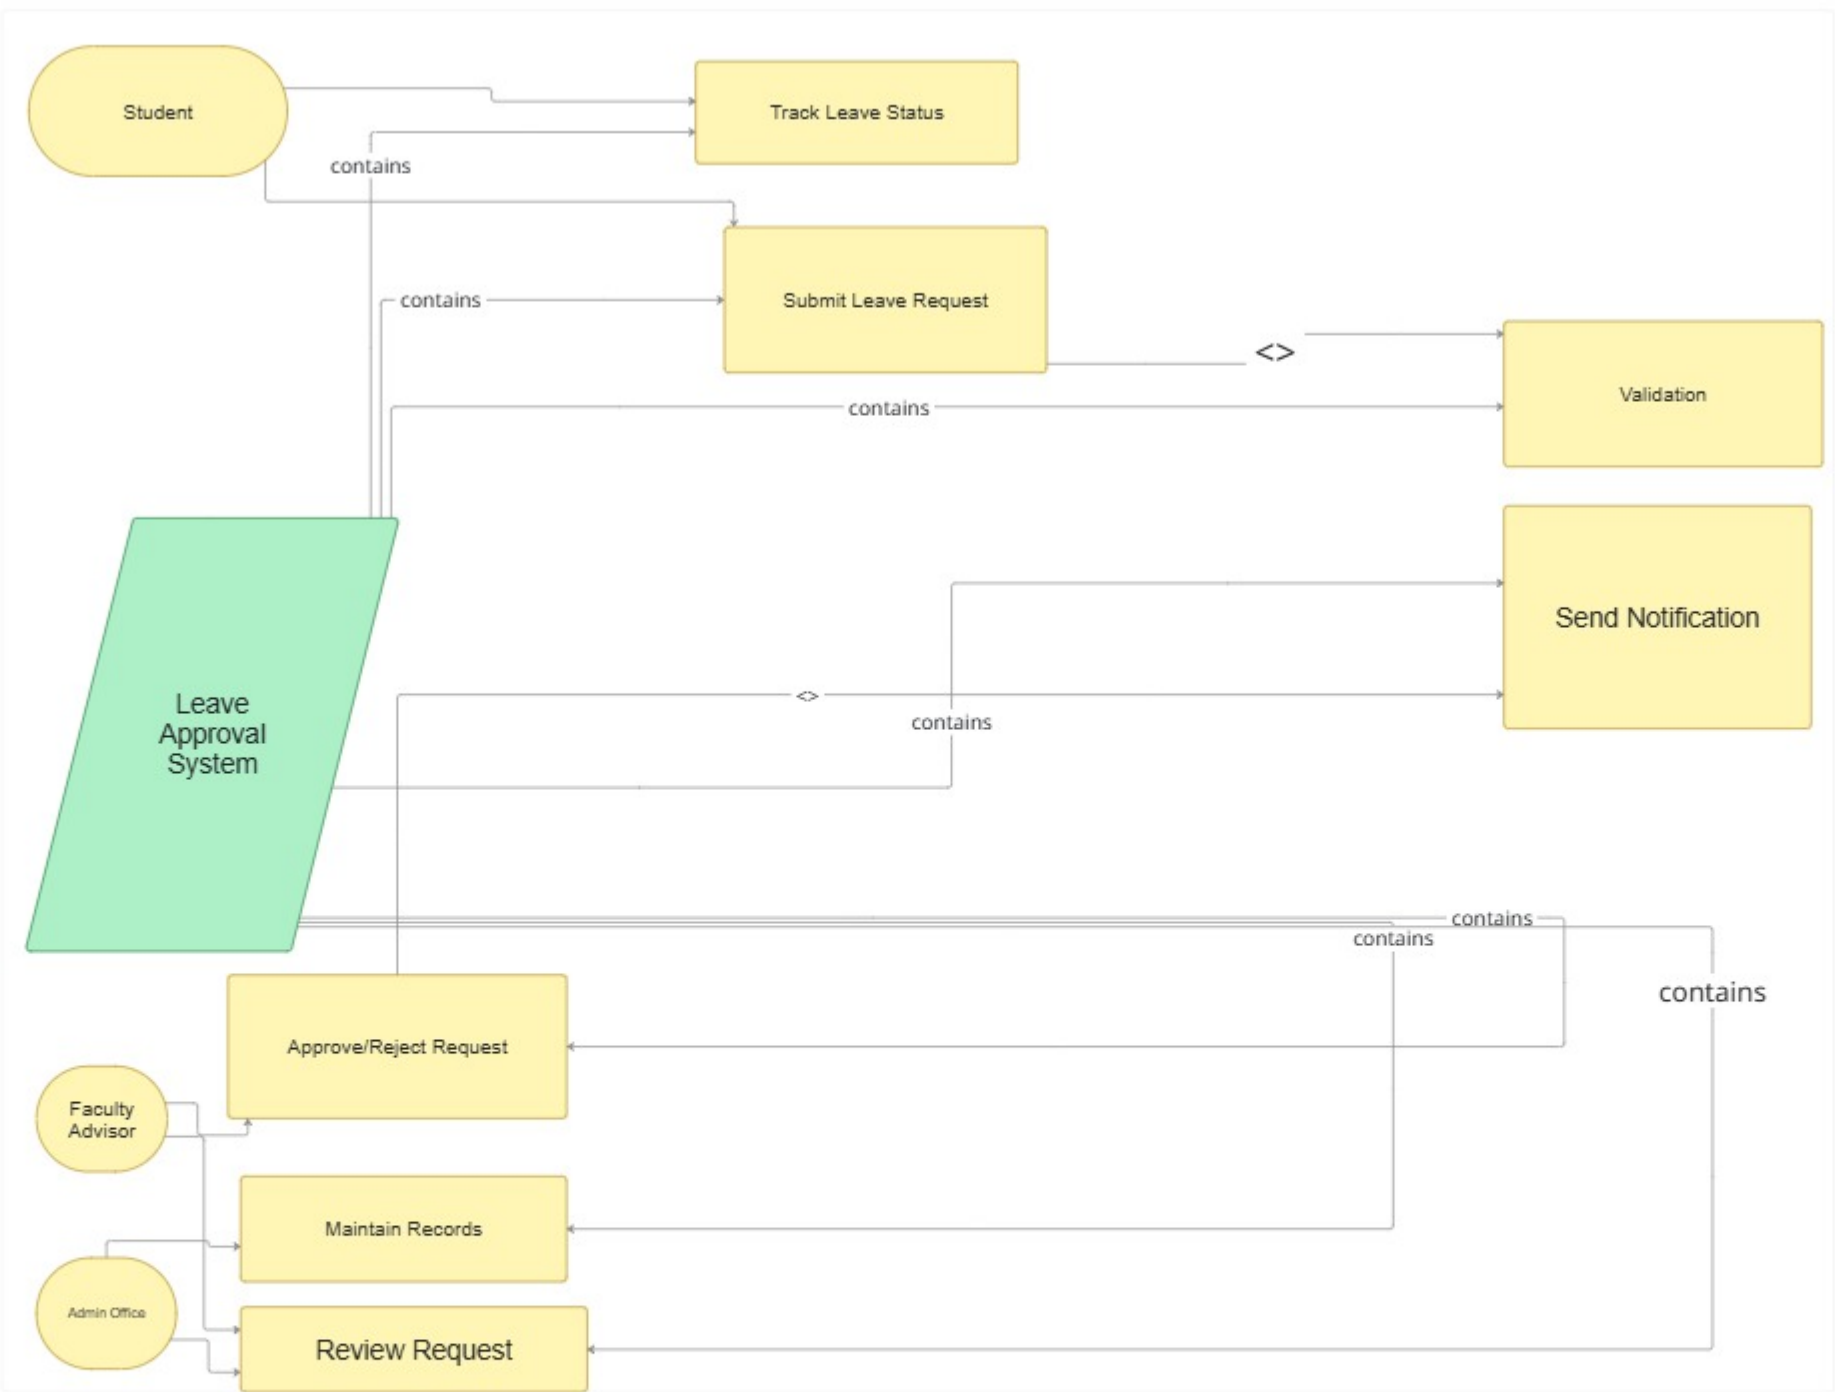 Student
Track Leave Status
contains
Submit Leave Request
contains
<>
Validation
contains
Send Notification
<>
contains
Leave
Approval
System
contains
contains
contains
Approve/Reject Request
Faculty
Advisor
Maintain Records
Admin Office
Review Request